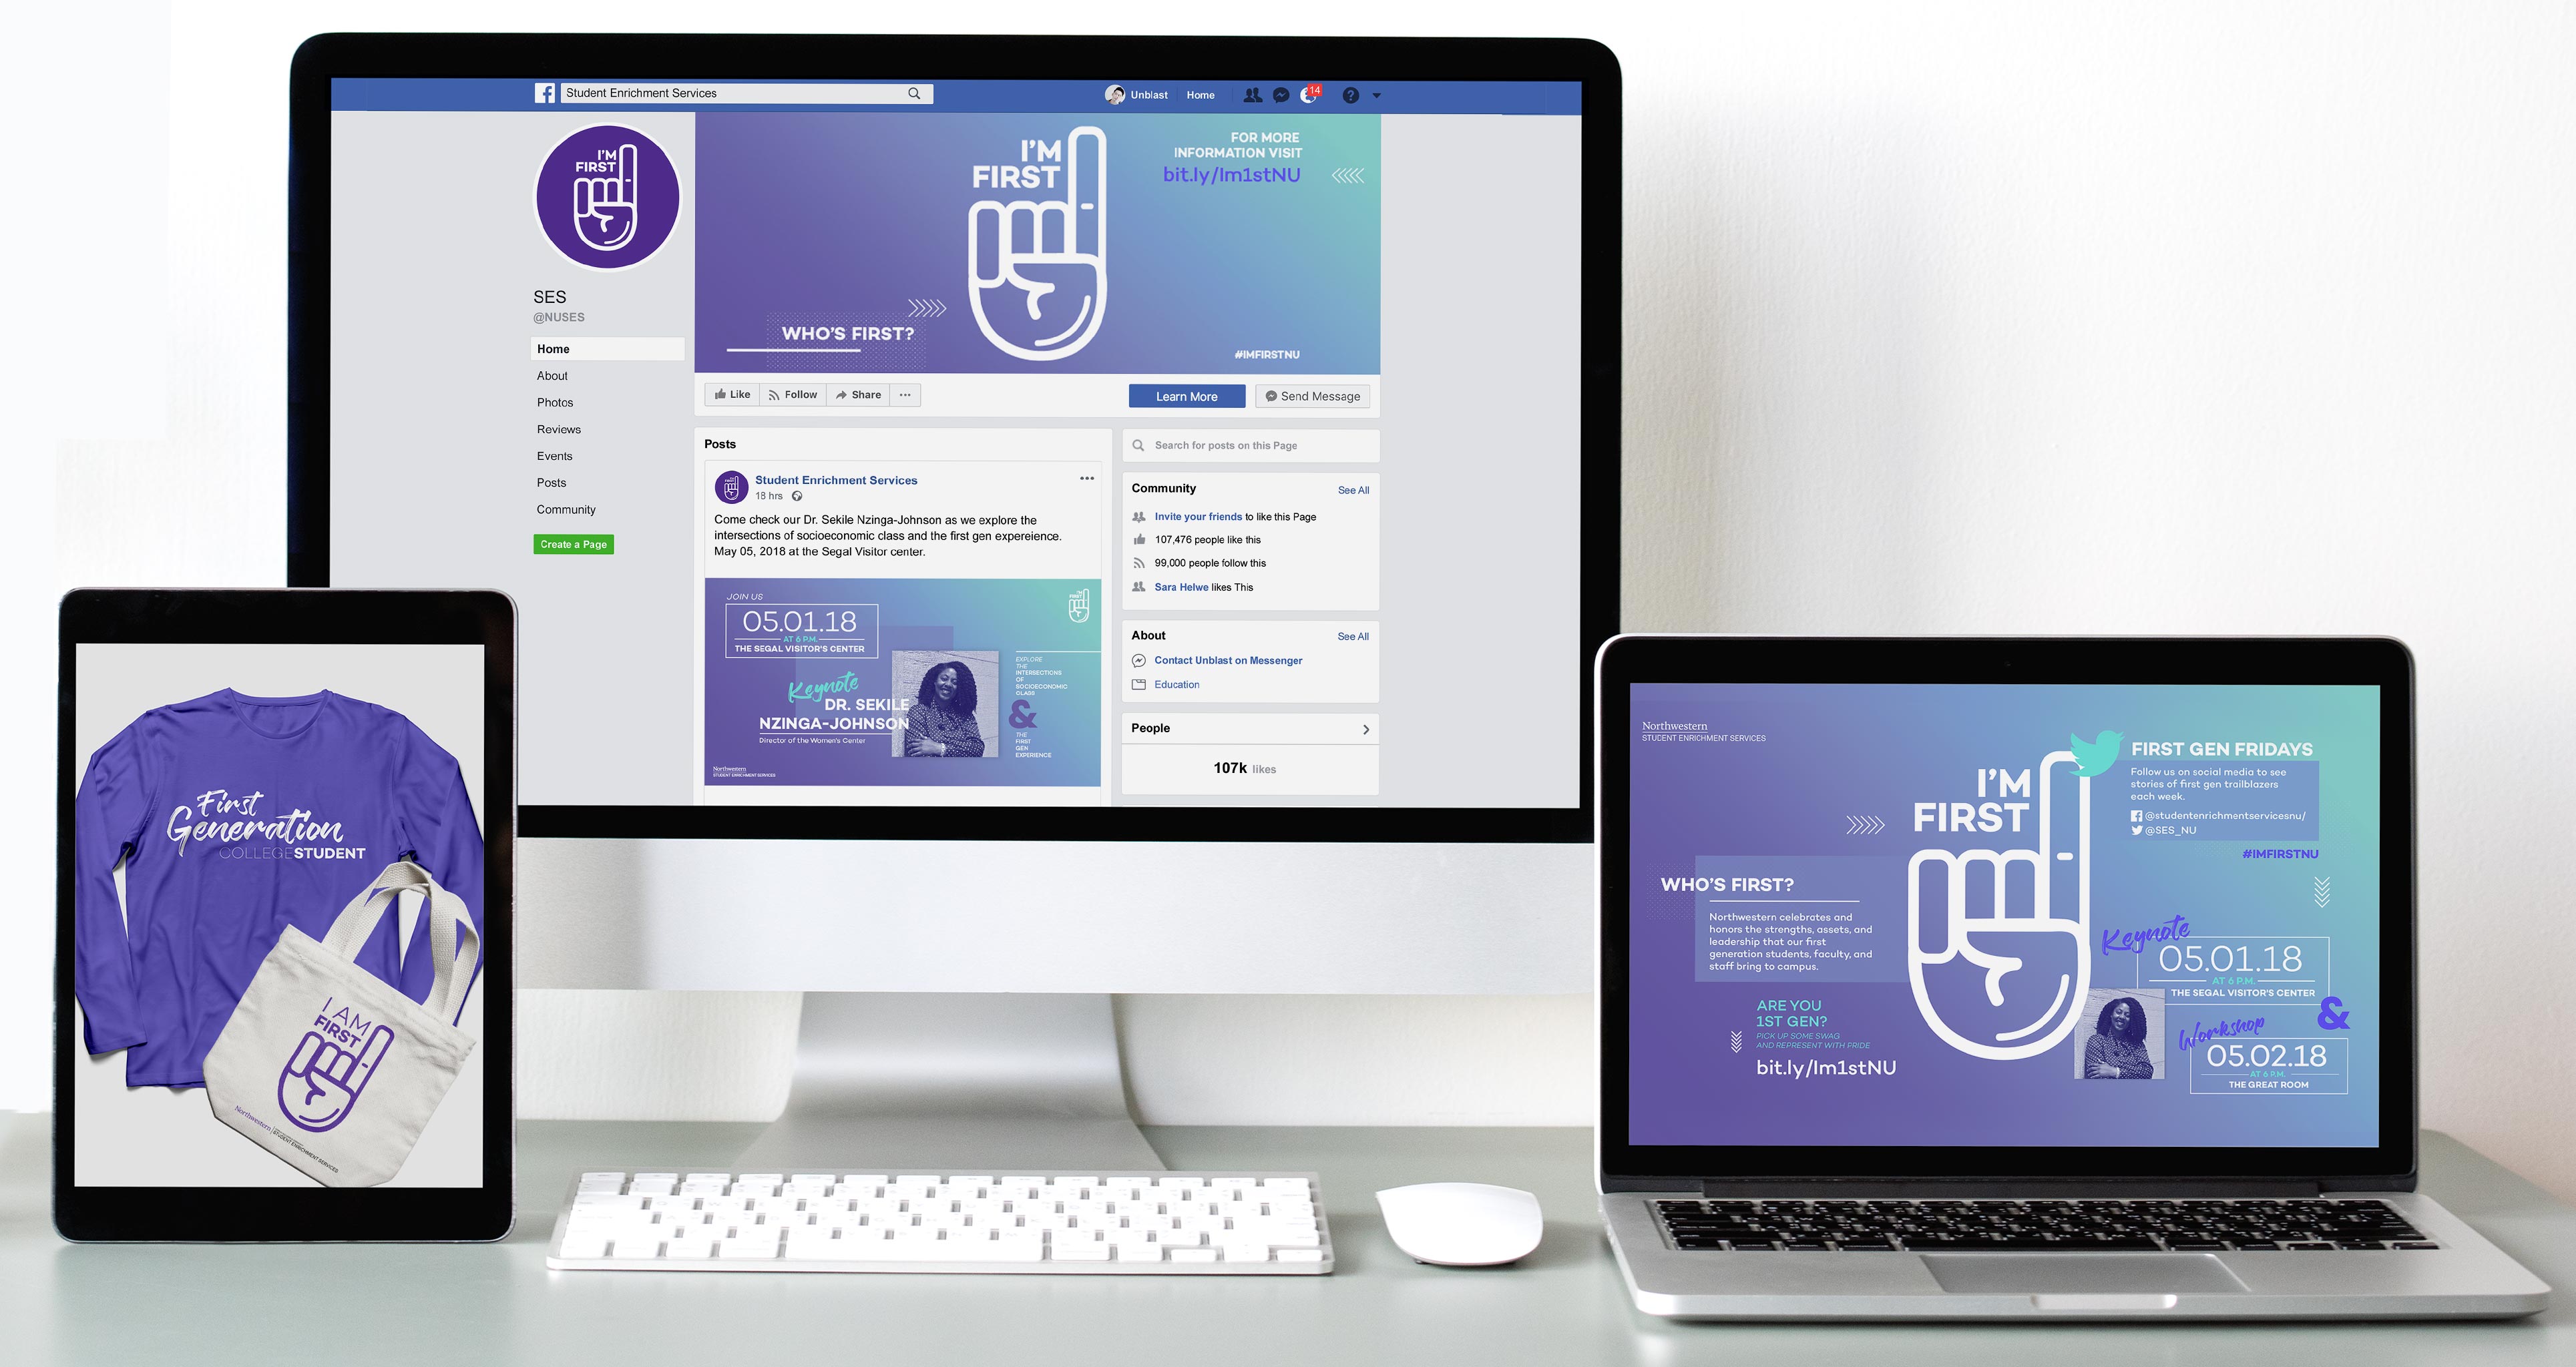 Student Enrichment Services
Unblast
Home
14
I'M
FIRST
SES
@NUSES
Home
About
Photos
Reviews
Events
Posts
Community
Create a Page
I'M
FIRST
FOR MORE
INFORMATION VISIT
bit.ly/Im1stNU
WHO'S FIRST?
#IMFIRSTNU
Like
Follow
Share
Learn More
Send Message
Posts
Student Enrichment Services
18 hrs
Come check our Dr. Sekile Nzinga-Johnson as we explore the
intersections of socioeconomic class and the first gen expereience.
May 05, 2018 at the Segal Visitor center.
JOIN US
05.01.18
AT 6 P.M.
THE SEGAL VISITOR'S CENTER
Keynote
DR. SEKILE
NZINGA-JOHNSON
Director of the Women's Center
EXPLORE
THE
INTERSECTIONS
OF
SOCIOECONOMIC
CLASS
&
THE
FIRST
GEN
EXPERIENCE
Northwestern
STUDENT ENRICHMENT SERVICES
Search for posts on this Page
Community
See All
Invite your friends to like this Page
107,476 people like this
99,000 people follow this
Sara Helwe likes This
About
See All
Contact Unblast on Messenger
Education
People
107k likes
First
Generation
COLLEGESTUDENT
I AM
FIRST
Northwestern
STUDENT ENRICHMENT SERVICES
Northwestern
STUDENT ENRICHMENT SERVICES
I'M
FIRST
WHO'S FIRST?
Northwestern celebrates and
honors the strengths, assets, and
leadership that our first
generation students, faculty, and
staff bring to campus.
ARE YOU
1ST GEN?
PICK UP SOME SWAG
AND REPRESENT WITH PRIDE
bit.ly/Im1stNU
FIRST GEN FRIDAYS
Follow us on social media to see
stories of first gen trailblazers
each week.
@studentenrichmentservicesnu/
@SES_NU
#IMFIRSTNU
Keynote
05.01.18
AT 6 P.M.
THE SEGAL VISITOR'S CENTER
&
Workshop
05.02.18
AT 6 P.M.
THE GREAT ROOM